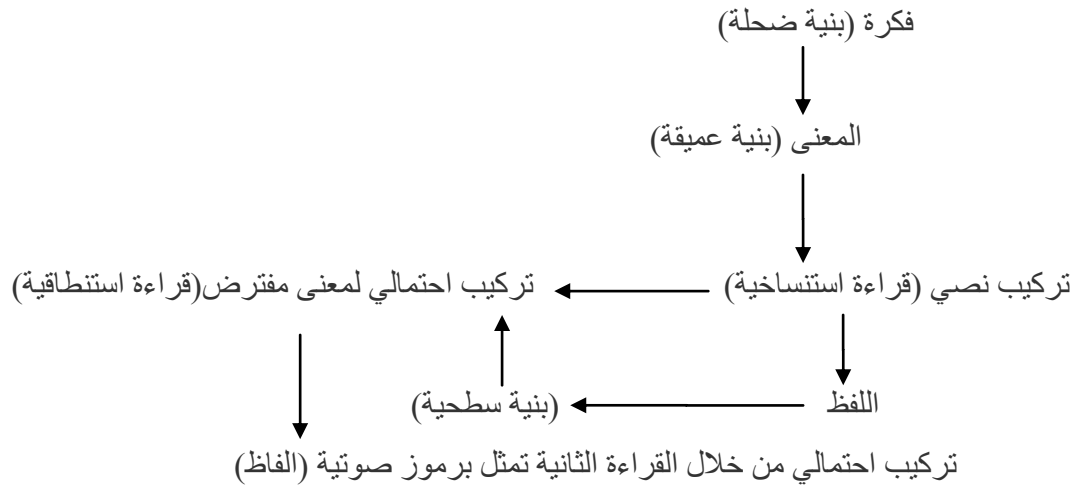 فكرة (بنية ضحلة)
المعنى (بنية عميقة)
تركيب نصي (قراءة استنساخية) تركيب احتمالي لمعنى مفترض(قراءة استنطاقية)
اللفظ (بنية سطحية)
تركيب احتمالي من خلال القراءة الثانية تمثل برموز صوتية (الفاظ)